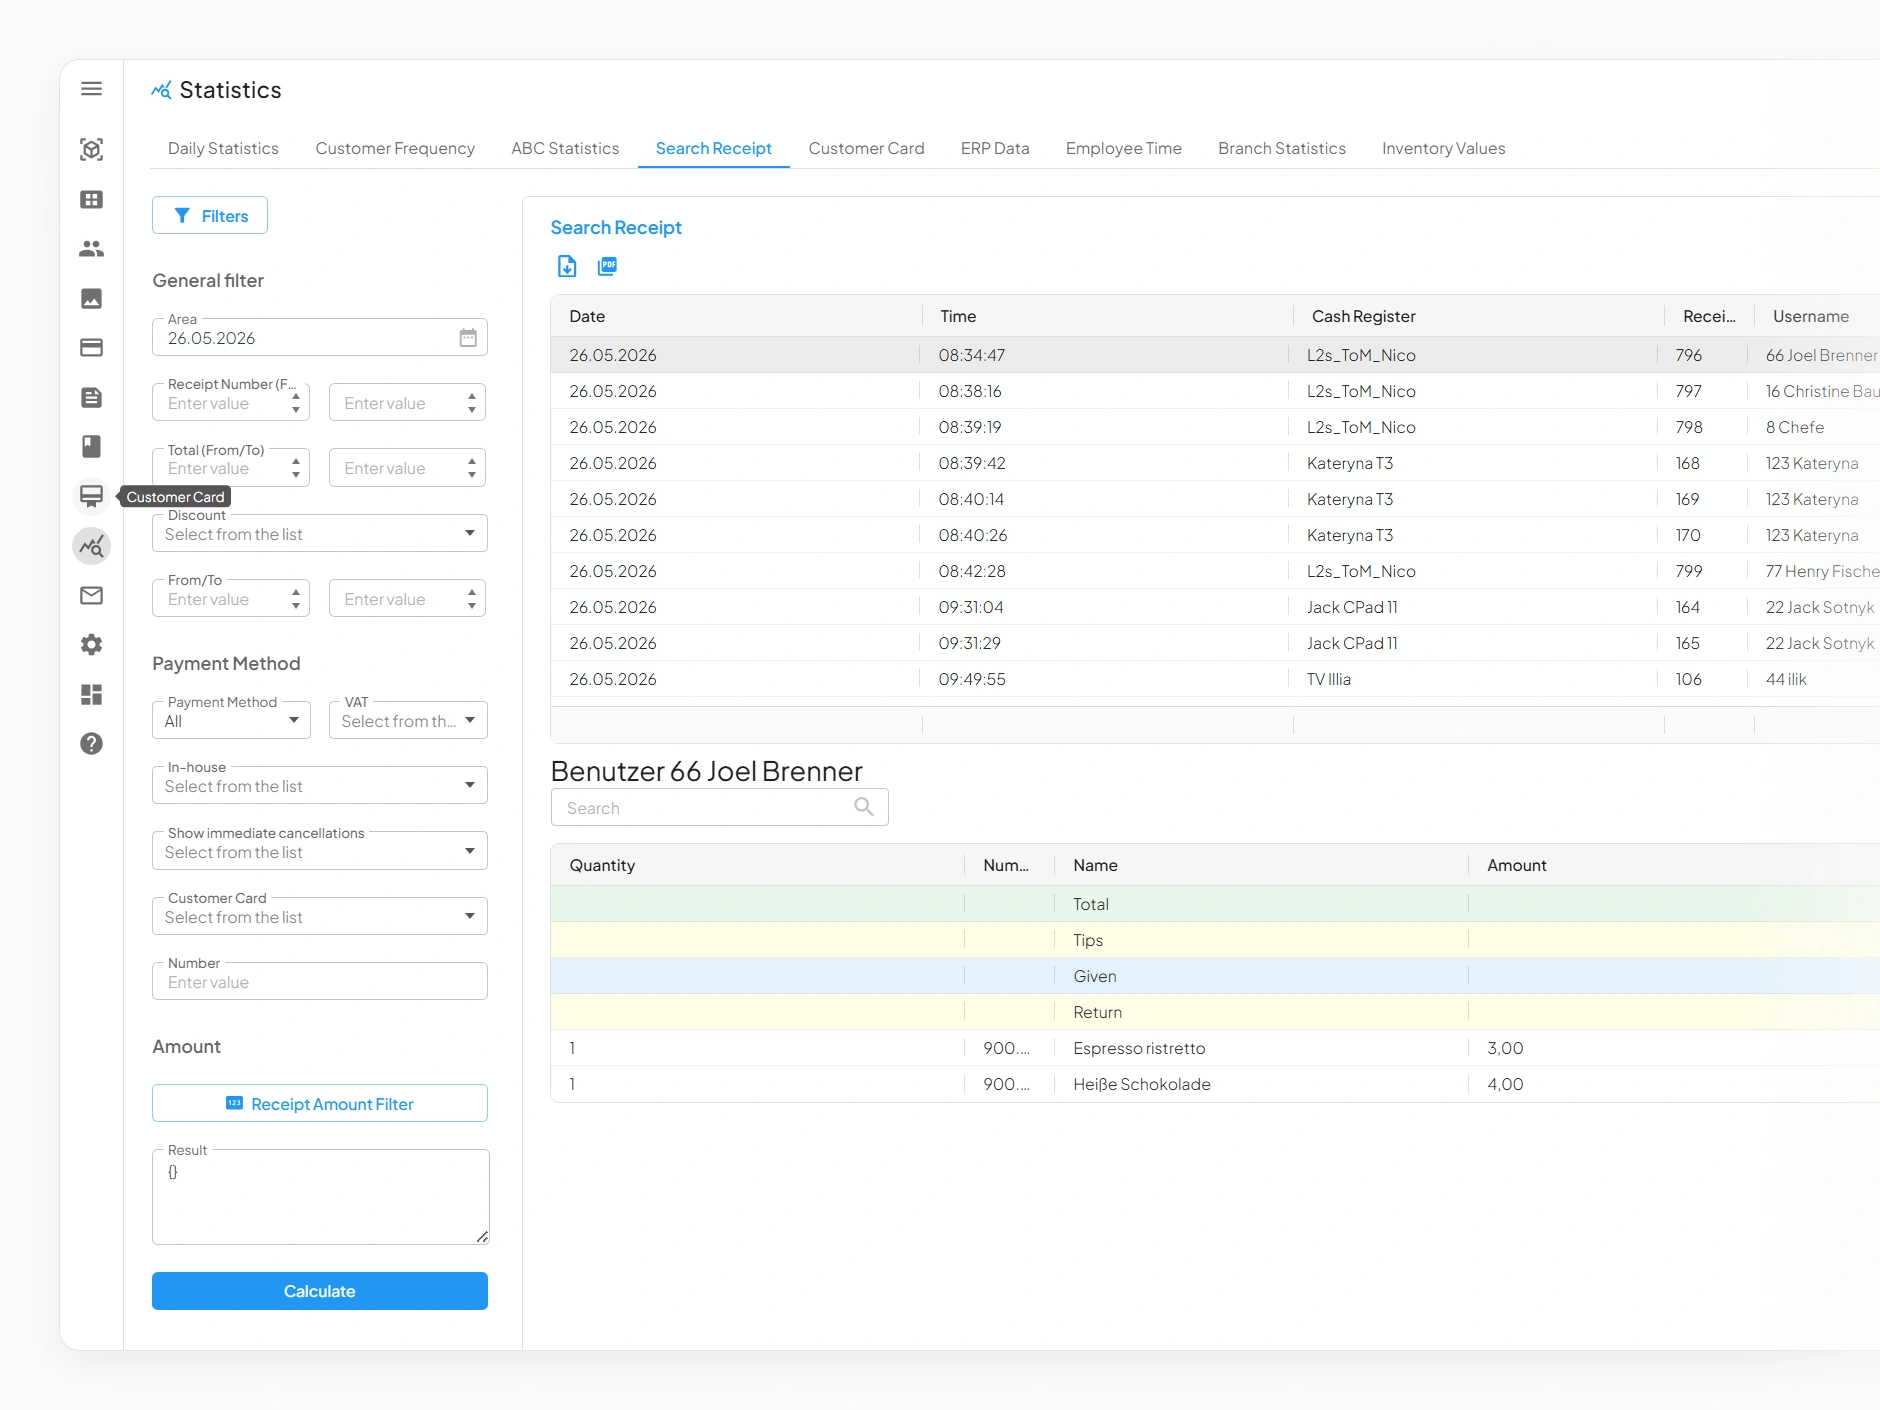 Statistics
Daily Statistics Customer Frequency ABC Statistics Search Receipt Customer Card ERP Data Employee Time Branch Statistics Inventory Values
Filters
General filter
Area
26.05.2026
Receipt Number (F...
Enter value Enter value
Total (From/To)
Enter value Enter value
Customer Card
Discount
Select from the list
From/To
Enter value Enter value
Payment Method
Payment Method VAT
All Select from th...
In-house
Select from the list
Show immediate cancellations
Select from the list
Customer Card
Select from the list
Number
Enter value
Amount
123 Receipt Amount Filter
Result
{}
Calculate
Search Receipt
PDF
Date Time Cash Register Recei... Username
26.05.2026 08:34:47 L2s_ToM_Nico 796 66 Joel Brenner
26.05.2026 08:38:16 L2s_ToM_Nico 797 16 Christine Bau
26.05.2026 08:39:19 L2s_ToM_Nico 798 8 Chefe
26.05.2026 08:39:42 Kateryna T3 168 123 Kateryna
26.05.2026 08:40:14 Kateryna T3 169 123 Kateryna
26.05.2026 08:40:26 Kateryna T3 170 123 Kateryna
26.05.2026 08:42:28 L2s_ToM_Nico 799 77 Henry Fische
26.05.2026 09:31:04 Jack CPad 11 164 22 Jack Sotnyk
26.05.2026 09:31:29 Jack CPad 11 165 22 Jack Sotnyk
26.05.2026 09:49:55 TV Illia 106 44 ilik
Benutzer 66 Joel Brenner
Search
Quantity Num... Name Amount
Total
Tips
Given
Return
1 900.... Espresso ristretto 3,00
1 900.... Heiße Schokolade 4,00